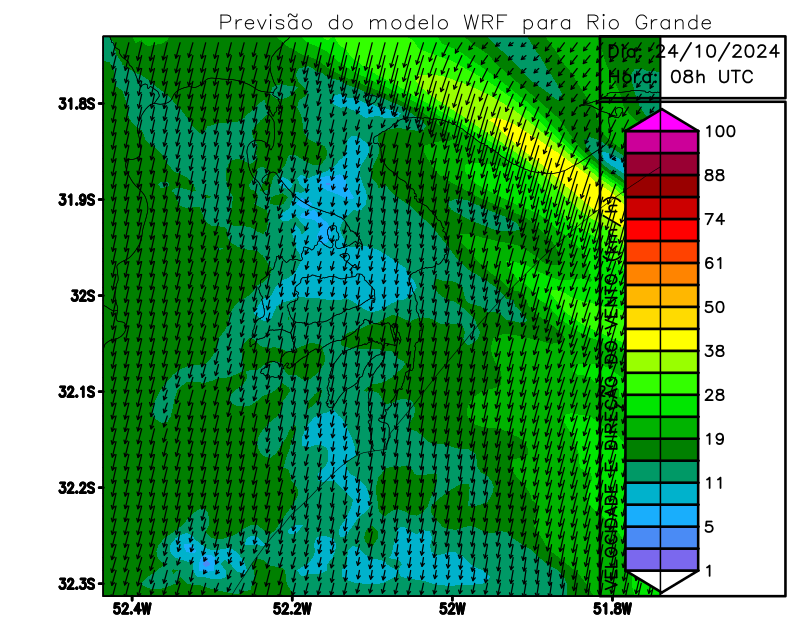 Previsão do modelo WRF para Rio Grande
Dia: 24/10/2024
Hora: 08h UTC
31.8S
31.9S
32S
32.1S
32.2S
32.3S
52.4W
52.2W
52W
51.8W
VELOCIDADE E DIREÇÃO DO VENTO (km/h)
100
88
74
61
50
38
28
19
11
5
1